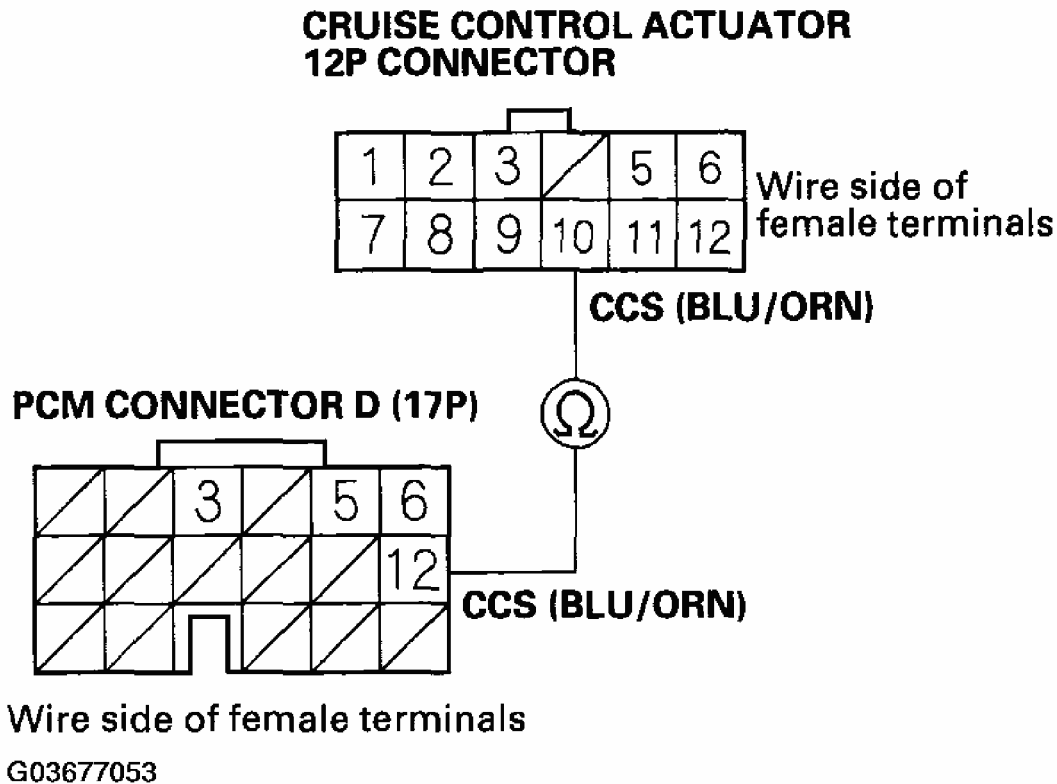 CRUISE CONTROL ACTUATOR
12P CONNECTOR
1 2 3 5 6
7 8 9 10 11 12
Wire side of
female terminals
CCS (BLU/ORN)
Ω
PCM CONNECTOR D (17P)
3 5 6
12
CCS (BLU/ORN)
Wire side of female terminals
G03677053